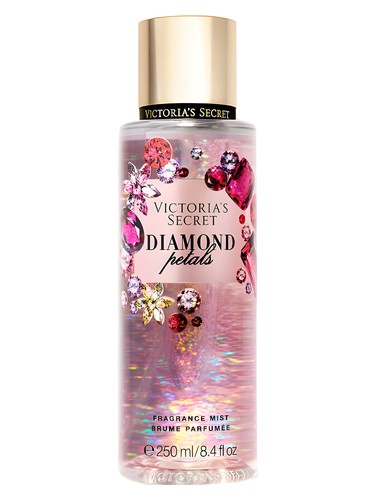 VICTORIA'S SECRET
VICTORIA'S
SECRET
DIAMOND
petals
FRAGRANCE MIST
BRUME PARFUMÉE
℮ 250 ml/8.4 fl oz